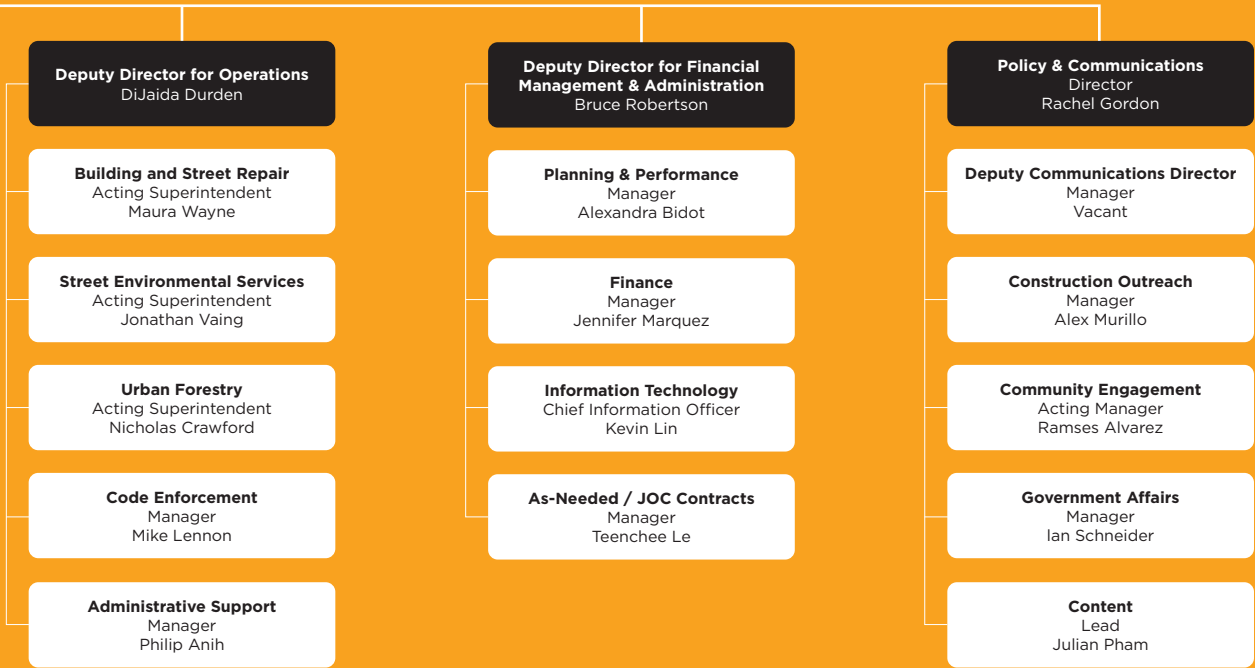 Deputy Director for Operations
DiJaida Durden
Building and Street Repair
Acting Superintendent
Maura Wayne
Street Environmental Services
Acting Superintendent
Jonathan Vaing
Urban Forestry
Acting Superintendent
Nicholas Crawford
Code Enforcement
Manager
Mike Lennon
Administrative Support
Manager
Philip Anih
Deputy Director for Financial
Management & Administration
Bruce Robertson
Planning & Performance
Manager
Alexandra Bidot
Finance
Manager
Jennifer Marquez
Information Technology
Chief Information Officer
Kevin Lin
As-Needed / JOC Contracts
Manager
Teenchee Le
Policy & Communications
Director
Rachel Gordon
Deputy Communications Director
Manager
Vacant
Construction Outreach
Manager
Alex Murillo
Community Engagement
Acting Manager
Ramses Alvarez
Government Affairs
Manager
Ian Schneider
Content
Lead
Julian Pham